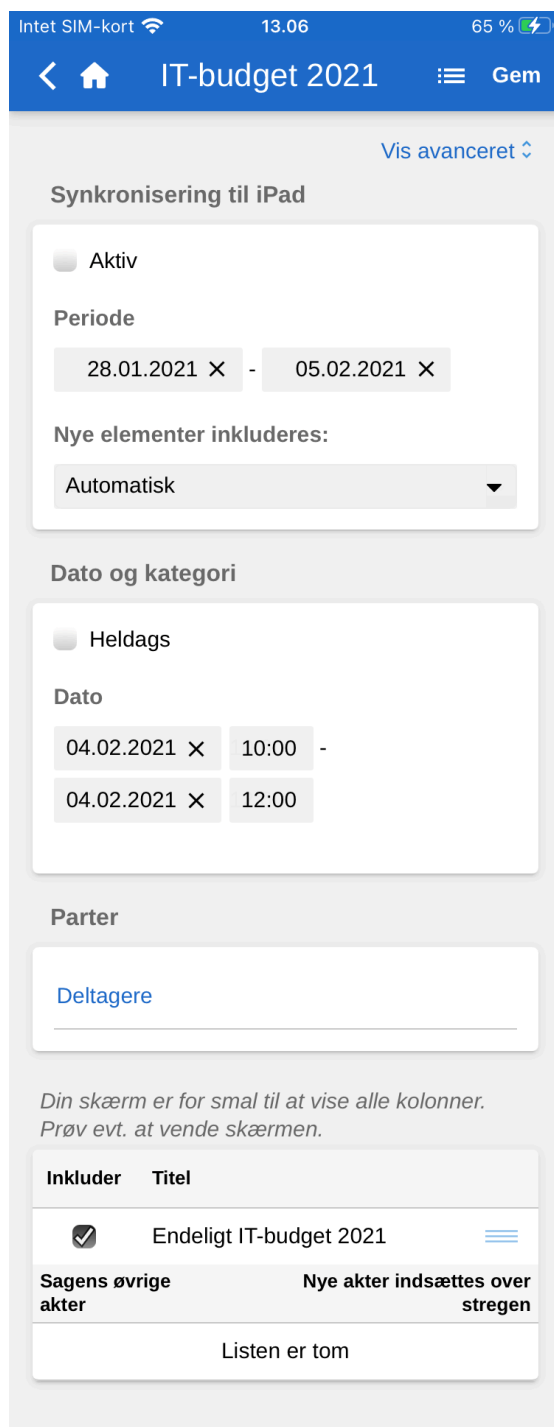 Intet SIM-kort 13.06 65 %
IT-budget 2021 Gem
Vis avanceret
Synkronisering til iPad
Aktiv
Periode
28.01.2021 - 05.02.2021
Nye elementer inkluderes:
Automatisk
Dato og kategori
Heldags
Dato
04.02.2021 10:00 -
04.02.2021 12:00
Parter
Deltagere
Din skærm er for smal til at vise alle kolonner.
Prøv evt. at vende skærmen.
Inkluder Titel
Endeligt IT-budget 2021
Sagens øvrige akter
Nye akter indsættes over stregen
Listen er tom